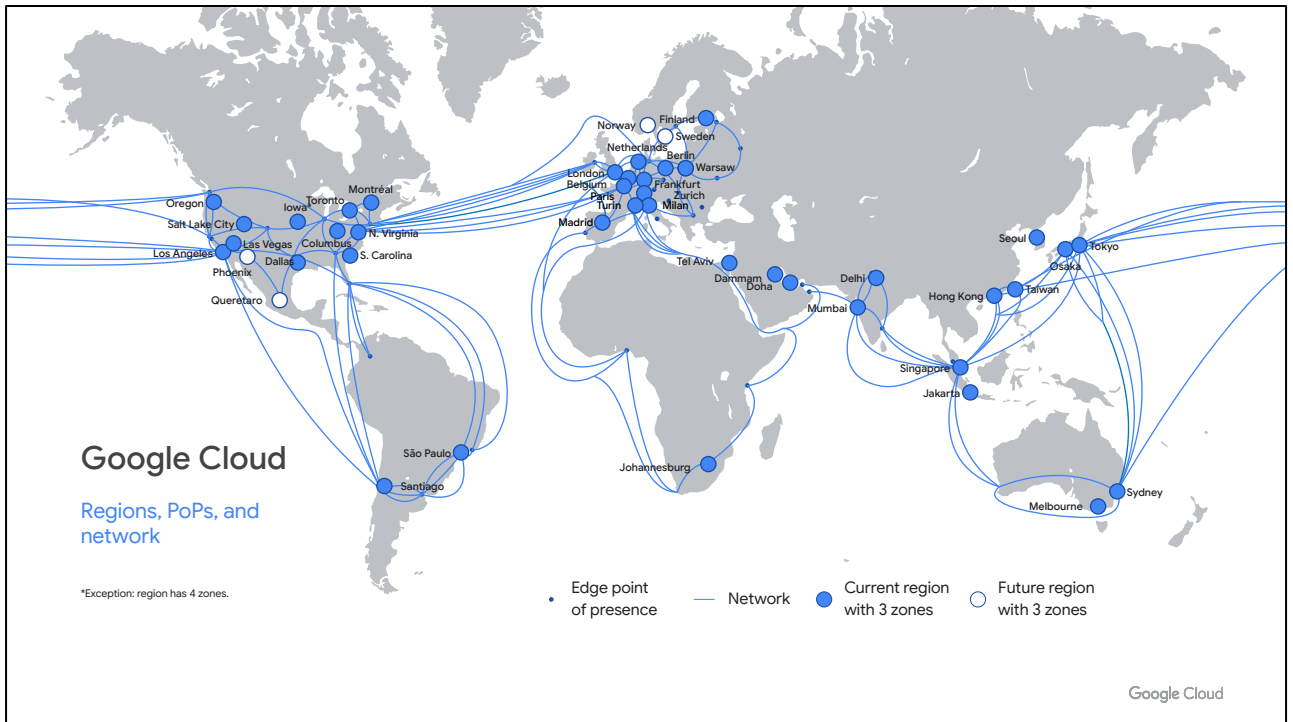 Norway
Finland
Sweden
Netherlands
Berlin
London
Warsaw
Belgium
Frankfurt
Zurich
Paris
Turin
Milan
Madrid
Montréal
Toronto
Oregon
Iowa*
Salt Lake City
N. Virginia
Columbus
Las Vegas
Los Angeles
S. Carolina
Dallas
Phoenix
Queretaro
Seoul
Tokyo
Osaka
Tel Aviv
Dammam
Doha
Delhi
Hong Kong
Taiwan
Mumbai
Singapore
Jakarta
São Paulo
Santiago
Johannesburg
Sydney
Melbourne
Google Cloud
Regions, PoPs, and
network
*Exception: region has 4 zones.
Edge point
of presence
Network
Current region
with 3 zones
Future region
with 3 zones
Google Cloud